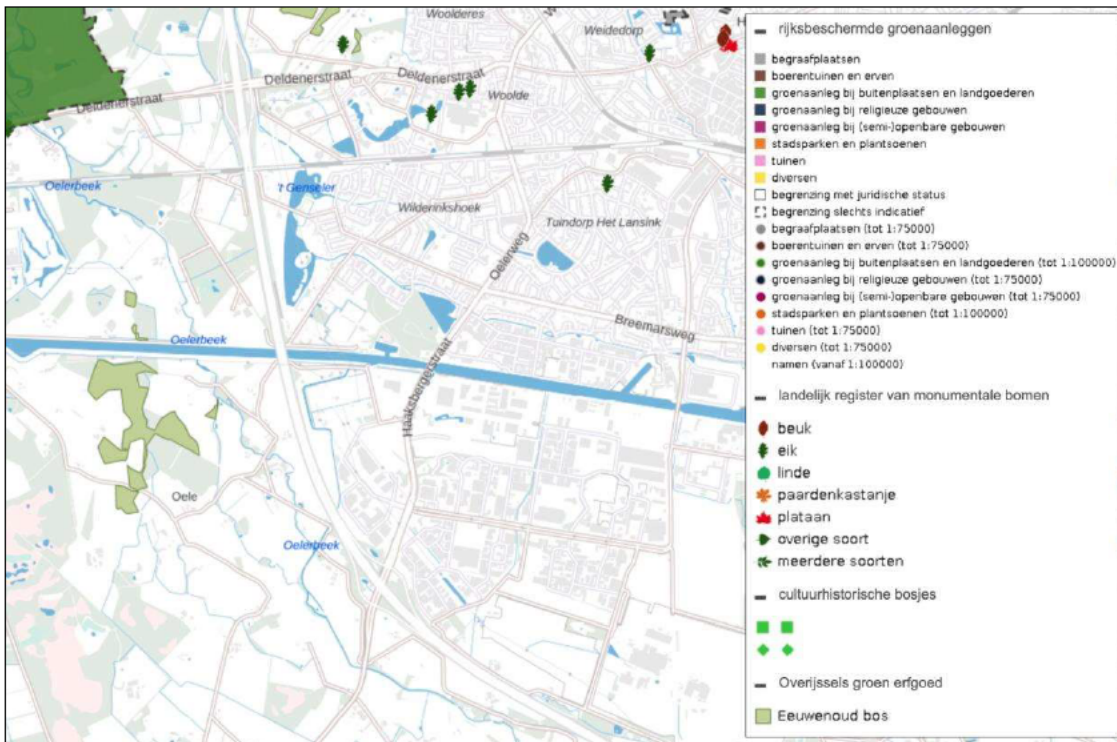 Woolderes
Weidedorp
H
Deldenerstraat
Deldenerstraat
Deldenerstraat
Woolde
Oelerbeek
't Genseler
Wilderinkshoek
Tuindorp Het Lansink
Oelerweg
Breemarsweg
Oelerbeek
Haaksbergerstraat
Oele
Oelerbeek
rijksbeschermde groenaanleggen
begraafplaatsen
boerentuinen en erven
groenaanleg bij buitenplaatsen en landgoederen
groenaanleg bij religieuze gebouwen
groenaanleg bij (semi-)openbare gebouwen
stadsparken en plantsoenen
tuinen
diversen
begrenzing met juridische status
begrenzing slechts indicatief
begraafplaatsen (tot 1:75000)
boerentuinen en erven (tot 1:75000)
groenaanleg bij buitenplaatsen en landgoederen (tot 1:100000)
groenaanleg bij religieuze gebouwen (tot 1:75000)
groenaanleg bij (semi-)openbare gebouwen (tot 1:75000)
stadsparken en plantsoenen (tot 1:100000)
tuinen (tot 1:75000)
diversen (tot 1:75000)
namen (vanaf 1:100000)
landelijk register van monumentale bomen
beuk
eik
linde
paardenkastanje
plataan
overige soort
meerdere soorten
cultuurhistorische bosjes
Overijssels groen erfgoed
Eeuwenoud bos